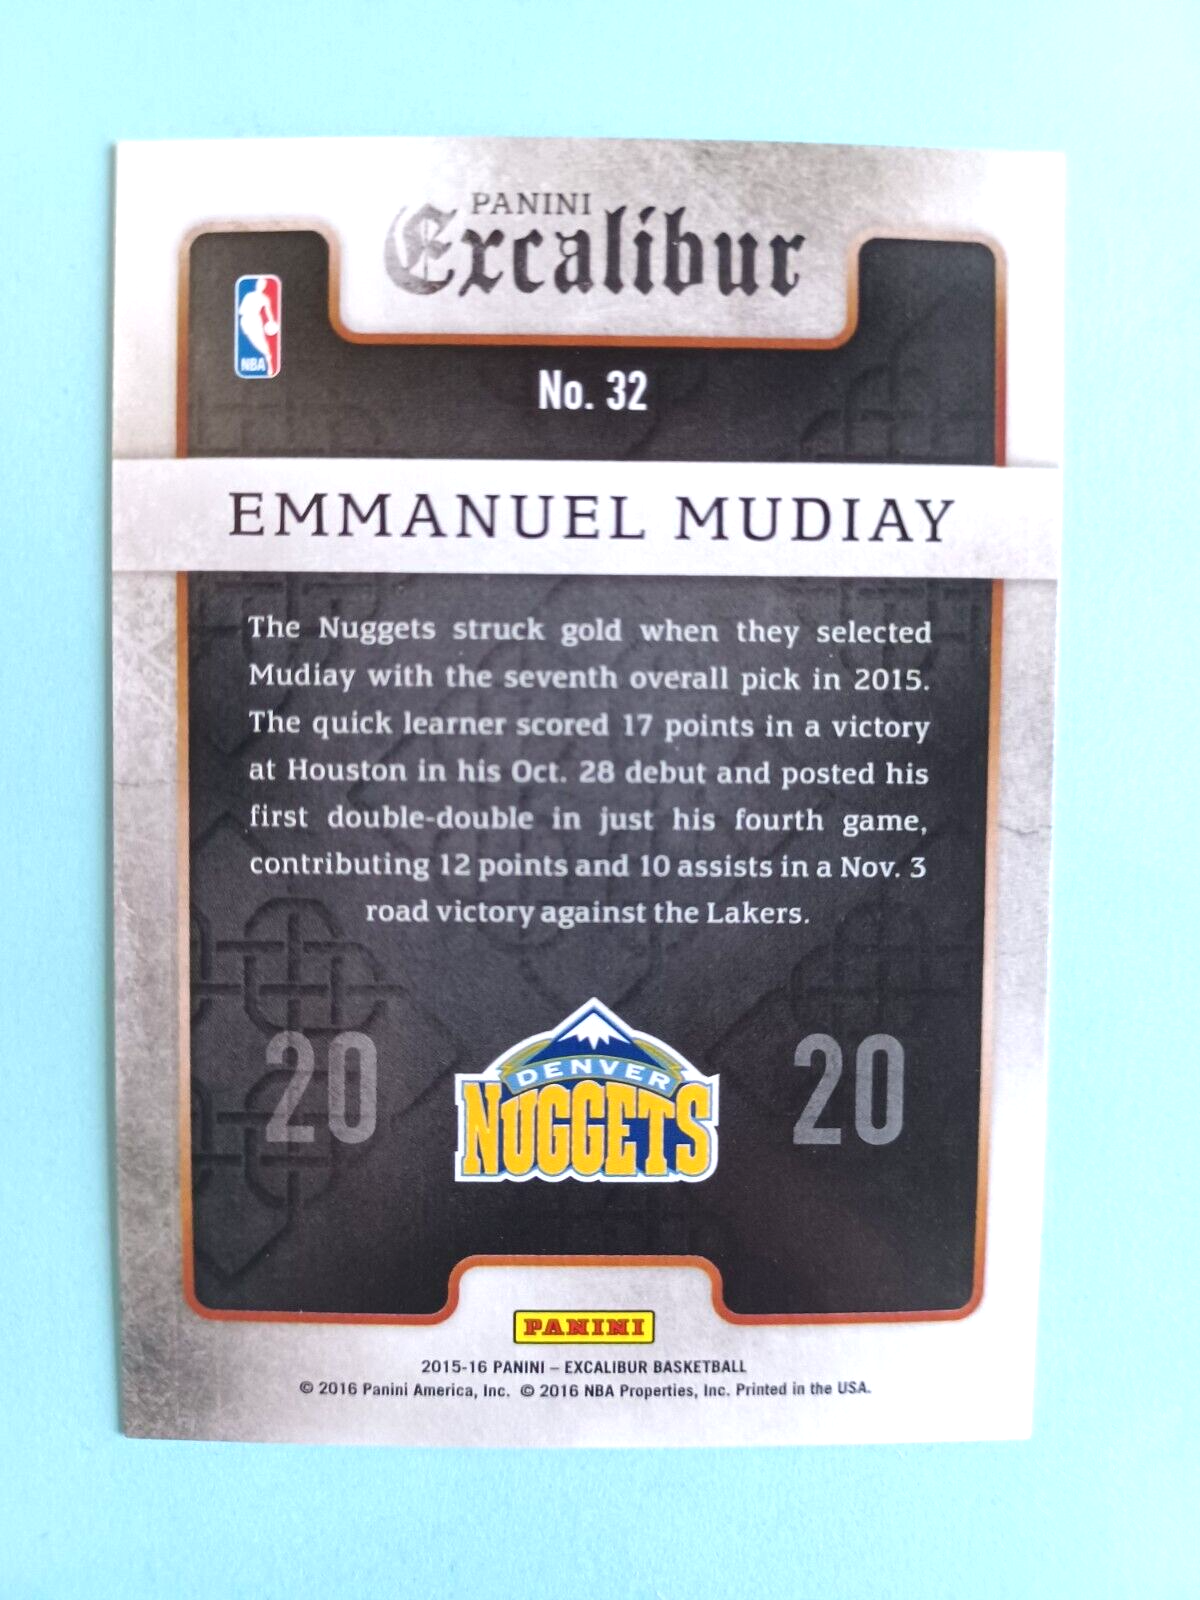 PANINI
Excalibur
NBA
No. 32
EMMANUEL MUDIAY
The Nuggets struck gold when they selected
Mudiay with the seventh overall pick in 2015.
The quick learner scored 17 points in a victory
at Houston in his Oct. 28 debut and posted his
first double-double in just his fourth game,
contributing 12 points and 10 assists in a Nov. 3
road victory against the Lakers.
20
DENVER
NUGGETS
20
PANINI
2015-16 PANINI – EXCALIBUR BASKETBALL
© 2016 Panini America, Inc. © 2016 NBA Properties, Inc. Printed in the USA.